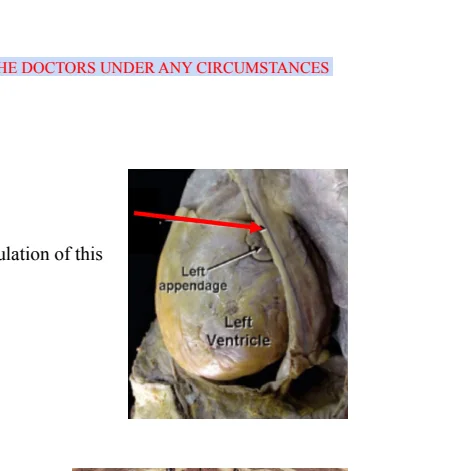 HE DOCTORS UNDER ANY CIRCUMSTANCES
ulation of this
Left
appendage
Left
Ventricle